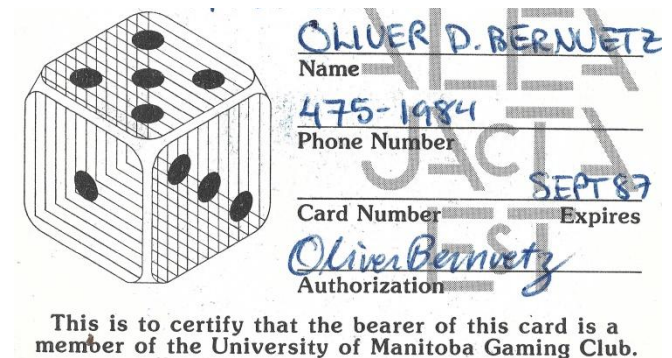 OLIVER D. BERNUETZ
Name
475-1984
Phone Number
SEPT 87
Card Number Expires
Oliver Bernuetz
Authorization
ALEA
JACTA
EST
This is to certify that the bearer of this card is a
member of the University of Manitoba Gaming Club.